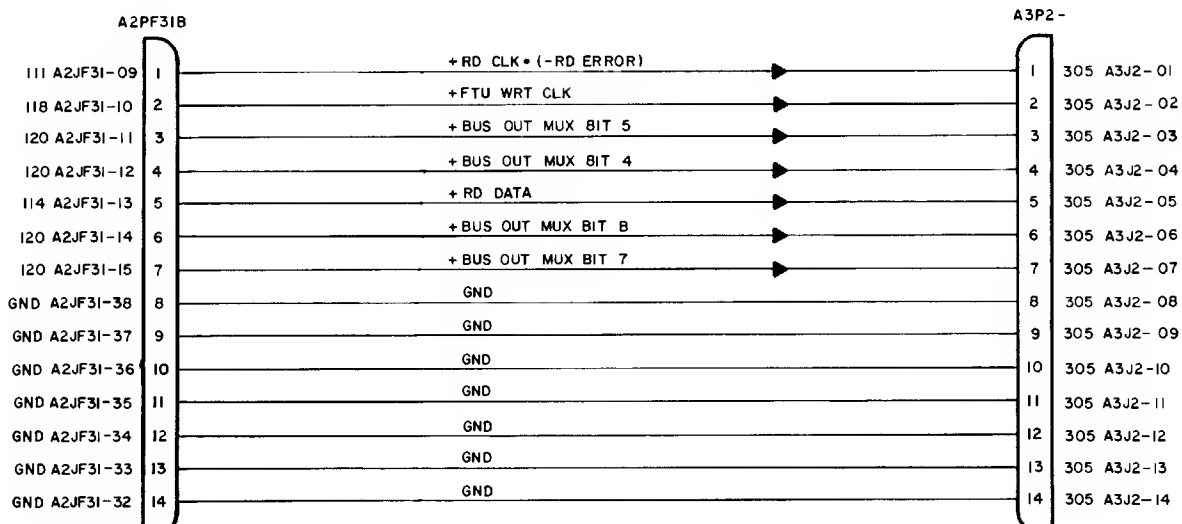 A2PF31B A3P2-
111 A2JF31-09 1 +RD CLK•(-RD ERROR) 1 305 A3J2-01
118 A2JF31-10 2 +FTU WRT CLK 2 305 A3J2-02
120 A2JF31-11 3 +BUS OUT MUX BIT 5 3 305 A3J2-03
120 A2JF31-12 4 +BUS OUT MUX BIT 4 4 305 A3J2-04
114 A2JF31-13 5 +RD DATA 5 305 A3J2-05
120 A2JF31-14 6 +BUS OUT MUX BIT B 6 305 A3J2-06
120 A2JF31-15 7 +BUS OUT MUX BIT 7 7 305 A3J2-07
GND A2JF31-38 8 GND 8 305 A3J2-08
GND A2JF31-37 9 GND 9 305 A3J2-09
GND A2JF31-36 10 GND 10 305 A3J2-10
GND A2JF31-35 11 GND 11 305 A3J2-11
GND A2JF31-34 12 GND 12 305 A3J2-12
GND A2JF31-33 13 GND 13 305 A3J2-13
GND A2JF31-32 14 GND 14 305 A3J2-14